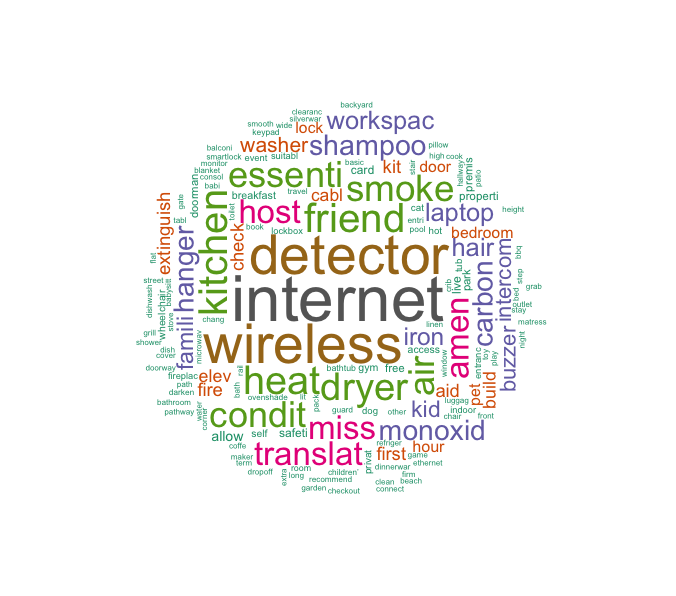 backyard
clearanc
silverwar
smooth wide
keypad
lock
workspac
washer
shampoo
balconi
smartlock
event
suitabl
basic
card
kit
stair
door
high cook
pillow
hallway
patio
premis
monitor
blanket
consol
babi
doorman
essenti
smoke
breakfast
travel
cabl
cat
laptop
properti
height
gate
tabl
extinguish
toilet
host
friend
entri
pool
hot
bedroom
book
lockbox
check
kitchen
hanger
famili
detector
hair
flat
street
dishwash
babysitt
wheelchair
stove
grill
shower
dish
cover
chang
internet
crib
live
tub
park
carbon
intercom
bbq
step
bed
grab
outlet
stay
matress
night
buzzer
linen
wireless
iron
access
window
amen
entranc
toy
play
microwav
doorway
fireplac
path
darken
bathroom
pathway
elev
fire
rail
bath
bathtub
gym
free
heat
dryer
air
aid
pet
build
luggag
indoor
chair
front
ovenshade
lit
pack
water
corner
condit
guard
dog
other
kid
allow
self
safeti
miss
monoxid
coffe
maker
term
translat
privat
first
hour
refriger
game
ethernet
dropoff
extra
room
long
children'
recommend
garden
checkout
dinnerwar
clean
connect
firm
beach